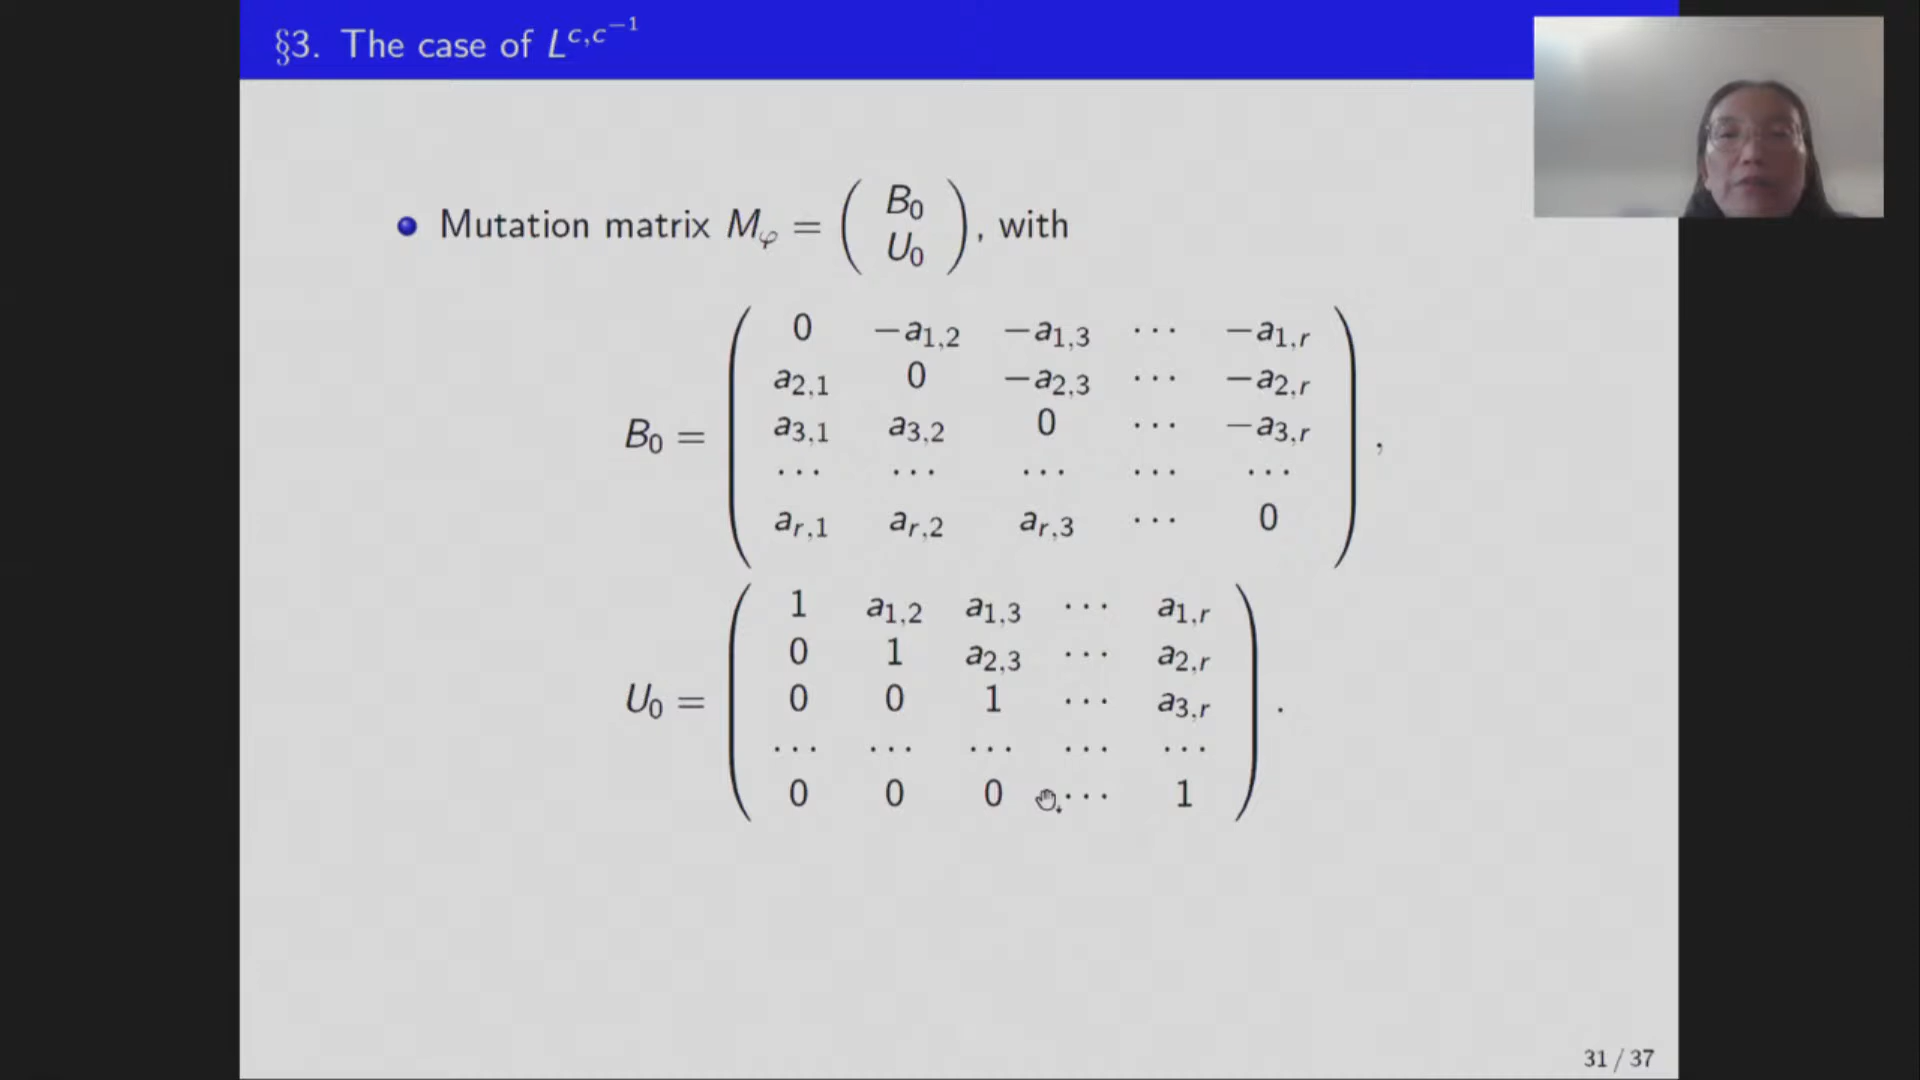 §3. The case of L^{c,c^{-1}}
Mutation matrix M_φ = ( B_0 U_0 ), with
B_0 = ( 0 −a_{1,2} −a_{1,3} ⋯ −a_{1,r}
a_{2,1} 0 −a_{2,3} ⋯ −a_{2,r}
a_{3,1} a_{3,2} 0 ⋯ −a_{3,r}
⋯ ⋯ ⋯ ⋯ ⋯
a_{r,1} a_{r,2} a_{r,3} ⋯ 0 ),
U_0 = ( 1 a_{1,2} a_{1,3} ⋯ a_{1,r}
0 1 a_{2,3} ⋯ a_{2,r}
0 0 1 ⋯ a_{3,r}
⋯ ⋯ ⋯ ⋯ ⋯
0 0 0 ⋯ 1 ).
31 / 37